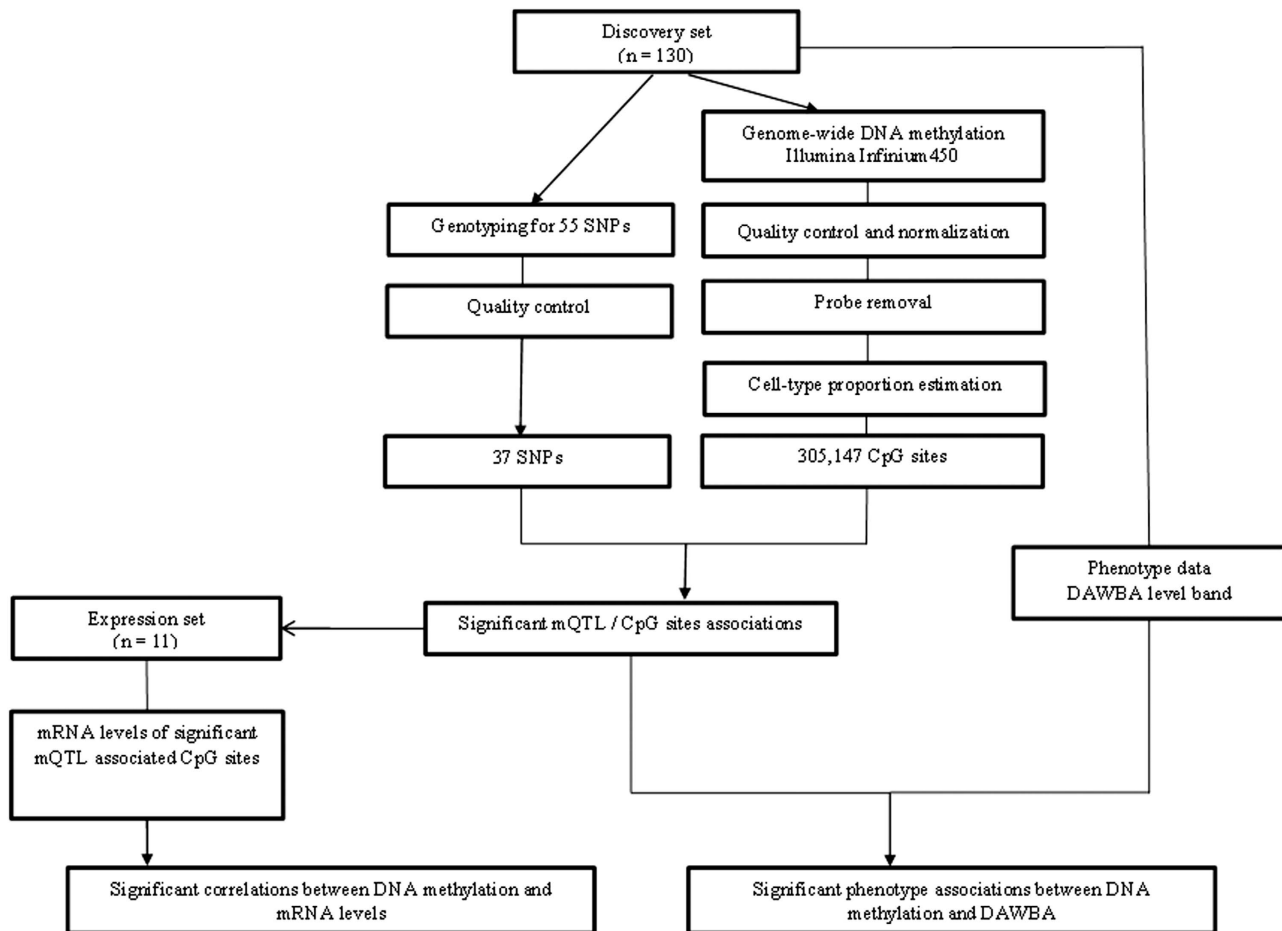 Discovery set
(n = 130)
Genome-wide DNA methylation
Illumina Infinium 450
Genotyping for 55 SNPs
Quality control and normalization
Quality control
Probe removal
Cell-type proportion estimation
37 SNPs
305,147 CpG sites
Phenotype data
DAWBA level band
Expression set
(n = 11)
Significant mQTL / CpG sites associations
mRNA levels of significant
mQTL associated CpG sites
Significant correlations between DNA methylation and
mRNA levels
Significant phenotype associations between DNA
methylation and DAWBA